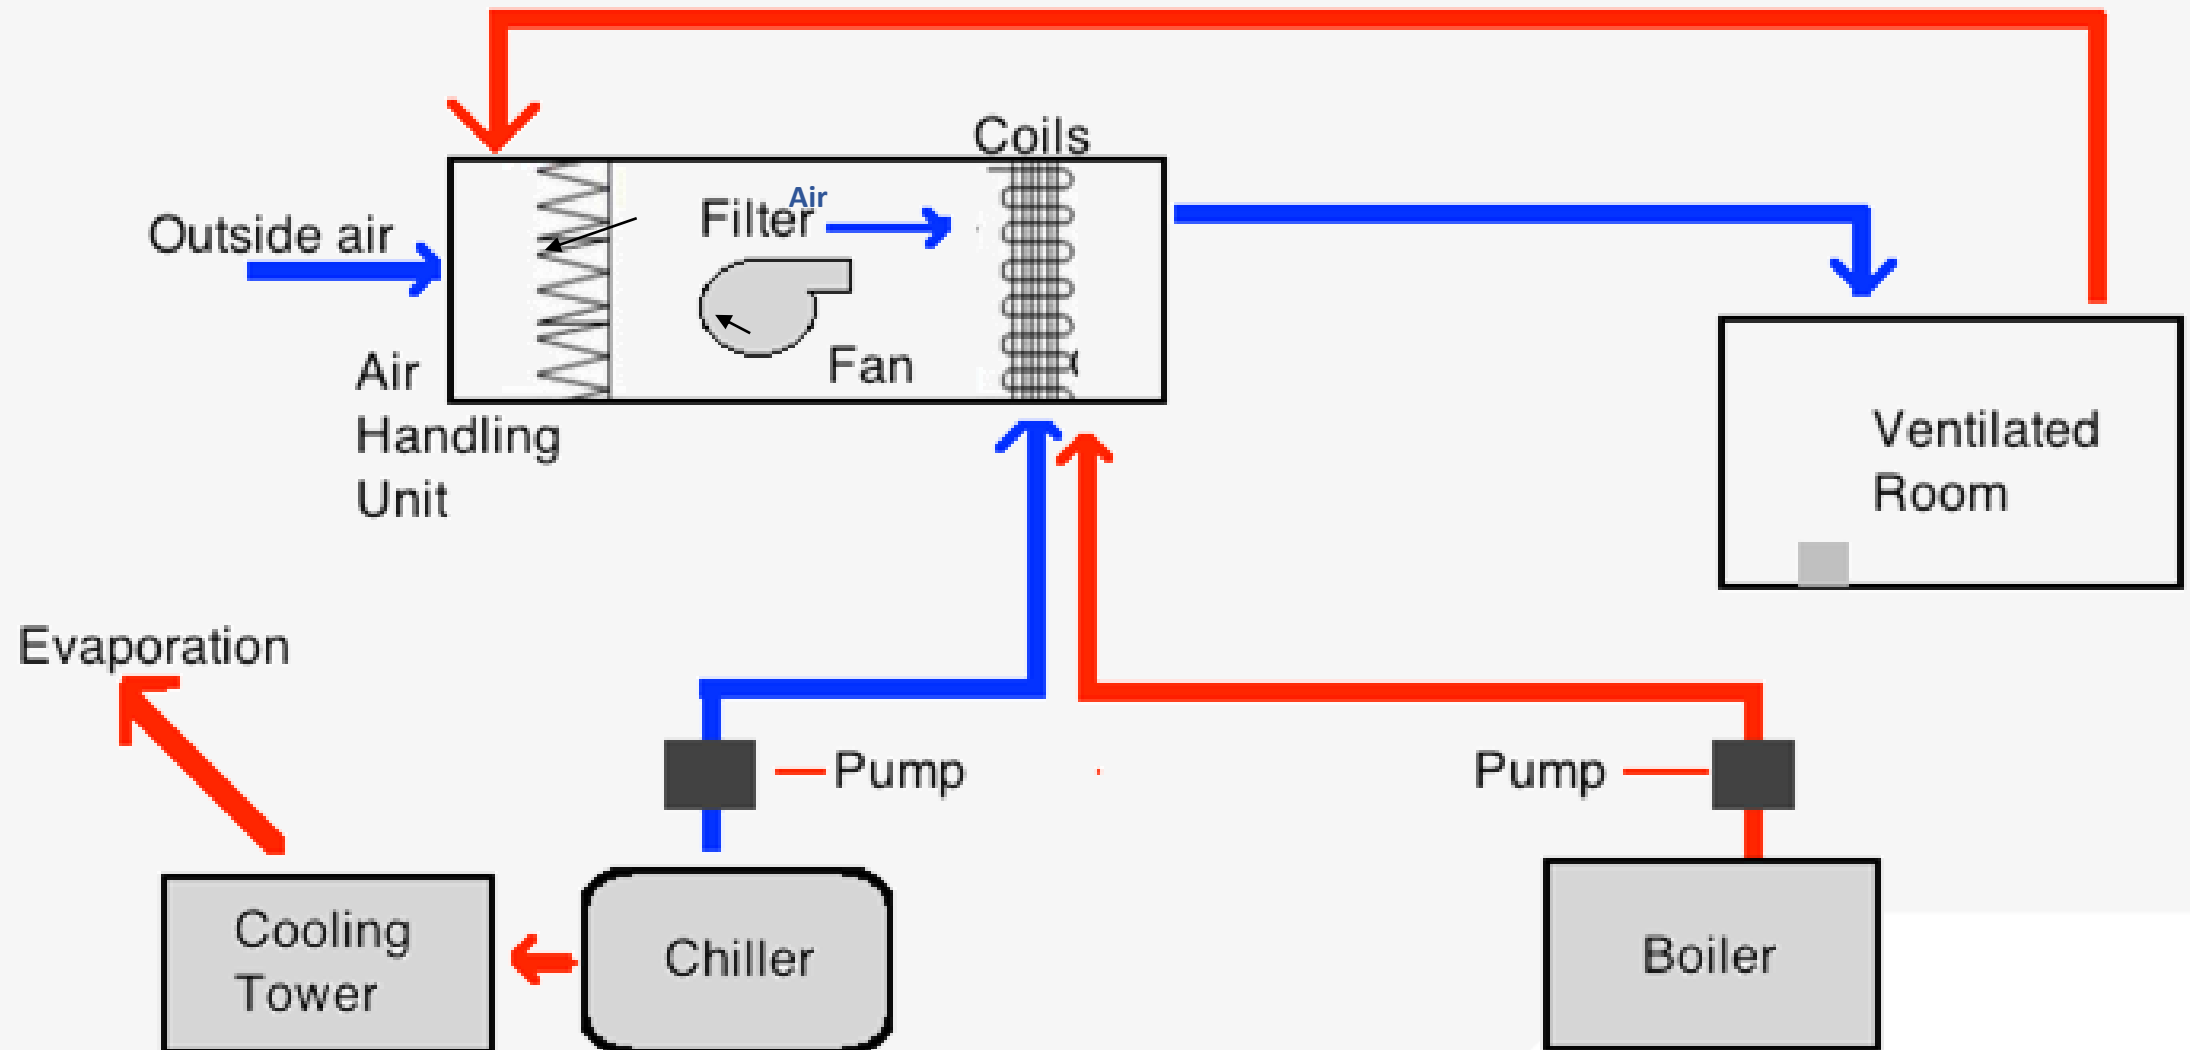 Coils
Air
Filter
Outside air
Fan
Air
Handling
Unit
Ventilated
Room
Evaporation
Pump
Pump
Cooling
Tower
Chiller
Boiler